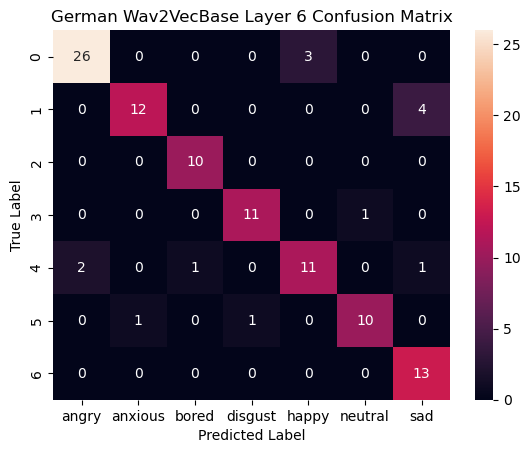 German Wav2VecBase Layer 6 Confusion Matrix
0 26 0 0 0 3 0 0
1 0 12 0 0 0 0 4
2 0 0 10 0 0 0 0
3 0 0 0 11 0 1 0
4 2 0 1 0 11 0 1
5 0 1 0 1 0 10 0
6 0 0 0 0 0 0 13
angry anxious bored disgust happy neutral sad
Predicted Label
True Label
25
20
15
10
5
0